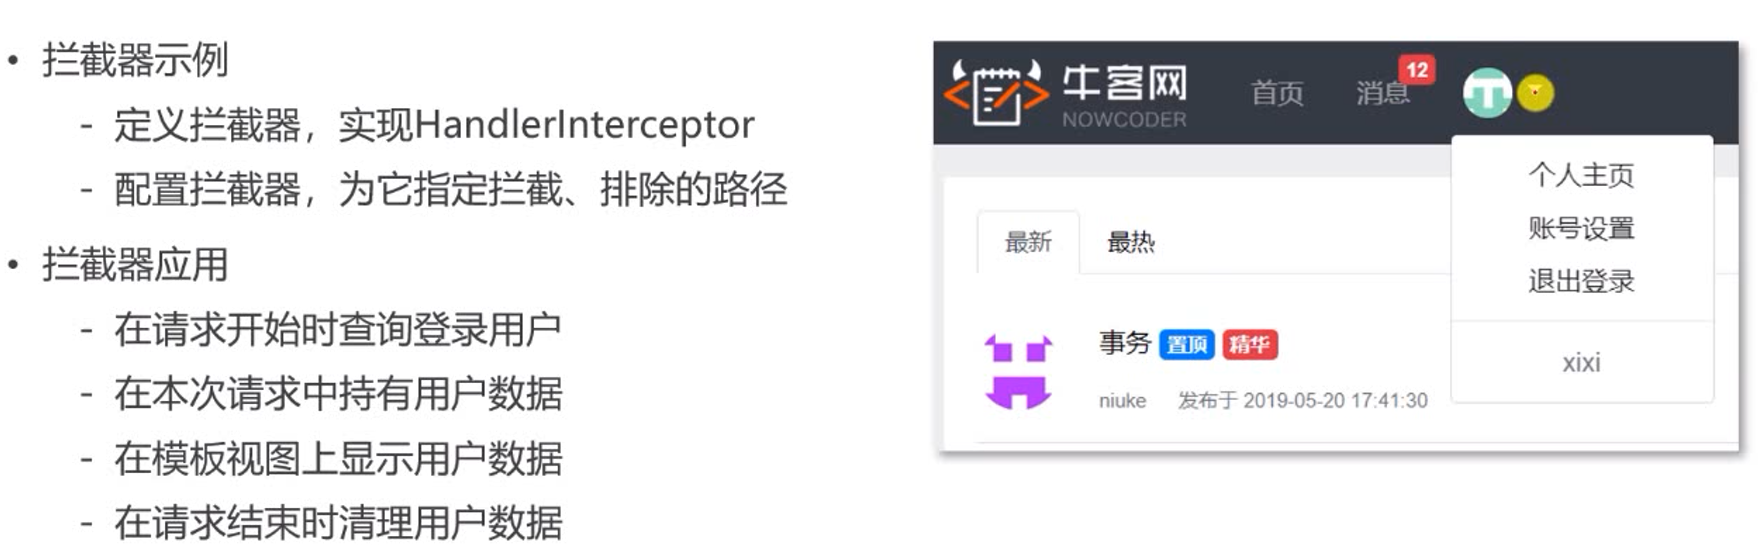 • 拦截器示例
- 定义拦截器，实现HandlerInterceptor
- 配置拦截器，为它指定拦截、排除的路径
• 拦截器应用
- 在请求开始时查询登录用户
- 在本次请求中持有用户数据
- 在模板视图上显示用户数据
- 在请求结束时清理用户数据
牛客网
NOWCODER
首页
消息
12
个人主页
账号设置
退出登录
xixi
最新
最热
事务 置顶 精华
niuke 发布于 2019-05-20 17:41:30